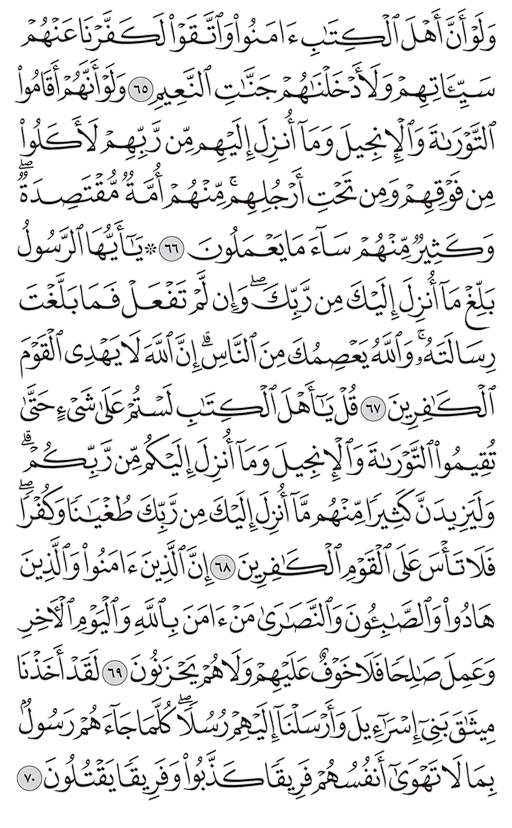 وَلَوْ أَنَّ أَهْلَ ٱلْكِتَٰبِ ءَامَنُوا۟ وَٱتَّقَوْا۟ لَكَفَّرْنَا عَنْهُمْ
سَيِّـَٔاتِهِمْ وَلَأَدْخَلْنَٰهُمْ جَنَّٰتِ ٱلنَّعِيمِ ٦٥ وَلَوْ أَنَّهُمْ أَقَامُوا۟
ٱلتَّوْرَىٰةَ وَٱلْإِنجِيلَ وَمَآ أُنزِلَ إِلَيْهِم مِّن رَّبِّهِمْ لَأَكَلُوا۟
مِن فَوْقِهِمْ وَمِن تَحْتِ أَرْجُلِهِم ۚ مِّنْهُمْ أُمَّةٌ مُّقْتَصِدَةٌ ۖ
وَكَثِيرٌ مِّنْهُمْ سَآءَ مَا يَعْمَلُونَ ٦٦ ۞ يَٰٓأَيُّهَا ٱلرَّسُولُ
بَلِّغْ مَآ أُنزِلَ إِلَيْكَ مِن رَّبِّكَ ۖ وَإِن لَّمْ تَفْعَلْ فَمَا بَلَّغْتَ
رِسَالَتَهُۥ ۚ وَٱللَّهُ يَعْصِمُكَ مِنَ ٱلنَّاسِ ۗ إِنَّ ٱللَّهَ لَا يَهْدِى ٱلْقَوْمَ
ٱلْكَٰفِرِينَ ٦٧ قُلْ يَٰٓأَهْلَ ٱلْكِتَٰبِ لَسْتُمْ عَلَىٰ شَىْءٍ حَتَّىٰ
تُقِيمُوا۟ ٱلتَّوْرَىٰةَ وَٱلْإِنجِيلَ وَمَآ أُنزِلَ إِلَيْكُم مِّن رَّبِّكُمْ ۗ
وَلَيَزِيدَنَّ كَثِيرًا مِّنْهُم مَّآ أُنزِلَ إِلَيْكَ مِن رَّبِّكَ طُغْيَٰنًا وَكُفْرًا ۖ
فَلَا تَأْسَ عَلَى ٱلْقَوْمِ ٱلْكَٰفِرِينَ ٦٨ إِنَّ ٱلَّذِينَ ءَامَنُوا۟ وَٱلَّذِينَ
هَادُوا۟ وَٱلصَّٰبِـُٔونَ وَٱلنَّصَٰرَىٰ مَنْ ءَامَنَ بِٱللَّهِ وَٱلْيَوْمِ ٱلْـَٔاخِرِ
وَعَمِلَ صَٰلِحًا فَلَا خَوْفٌ عَلَيْهِمْ وَلَا هُمْ يَحْزَنُونَ ٦٩ لَقَدْ أَخَذْنَا
مِيثَٰقَ بَنِىٓ إِسْرَٰٓءِيلَ وَأَرْسَلْنَآ إِلَيْهِمْ رُسُلًا ۖ كُلَّمَا جَآءَهُمْ رَسُولٌۢ
بِمَا لَا تَهْوَىٰٓ أَنفُسُهُمْ فَرِيقًا كَذَّبُوا۟ وَفَرِيقًا يَقْتُلُونَ ٧٠